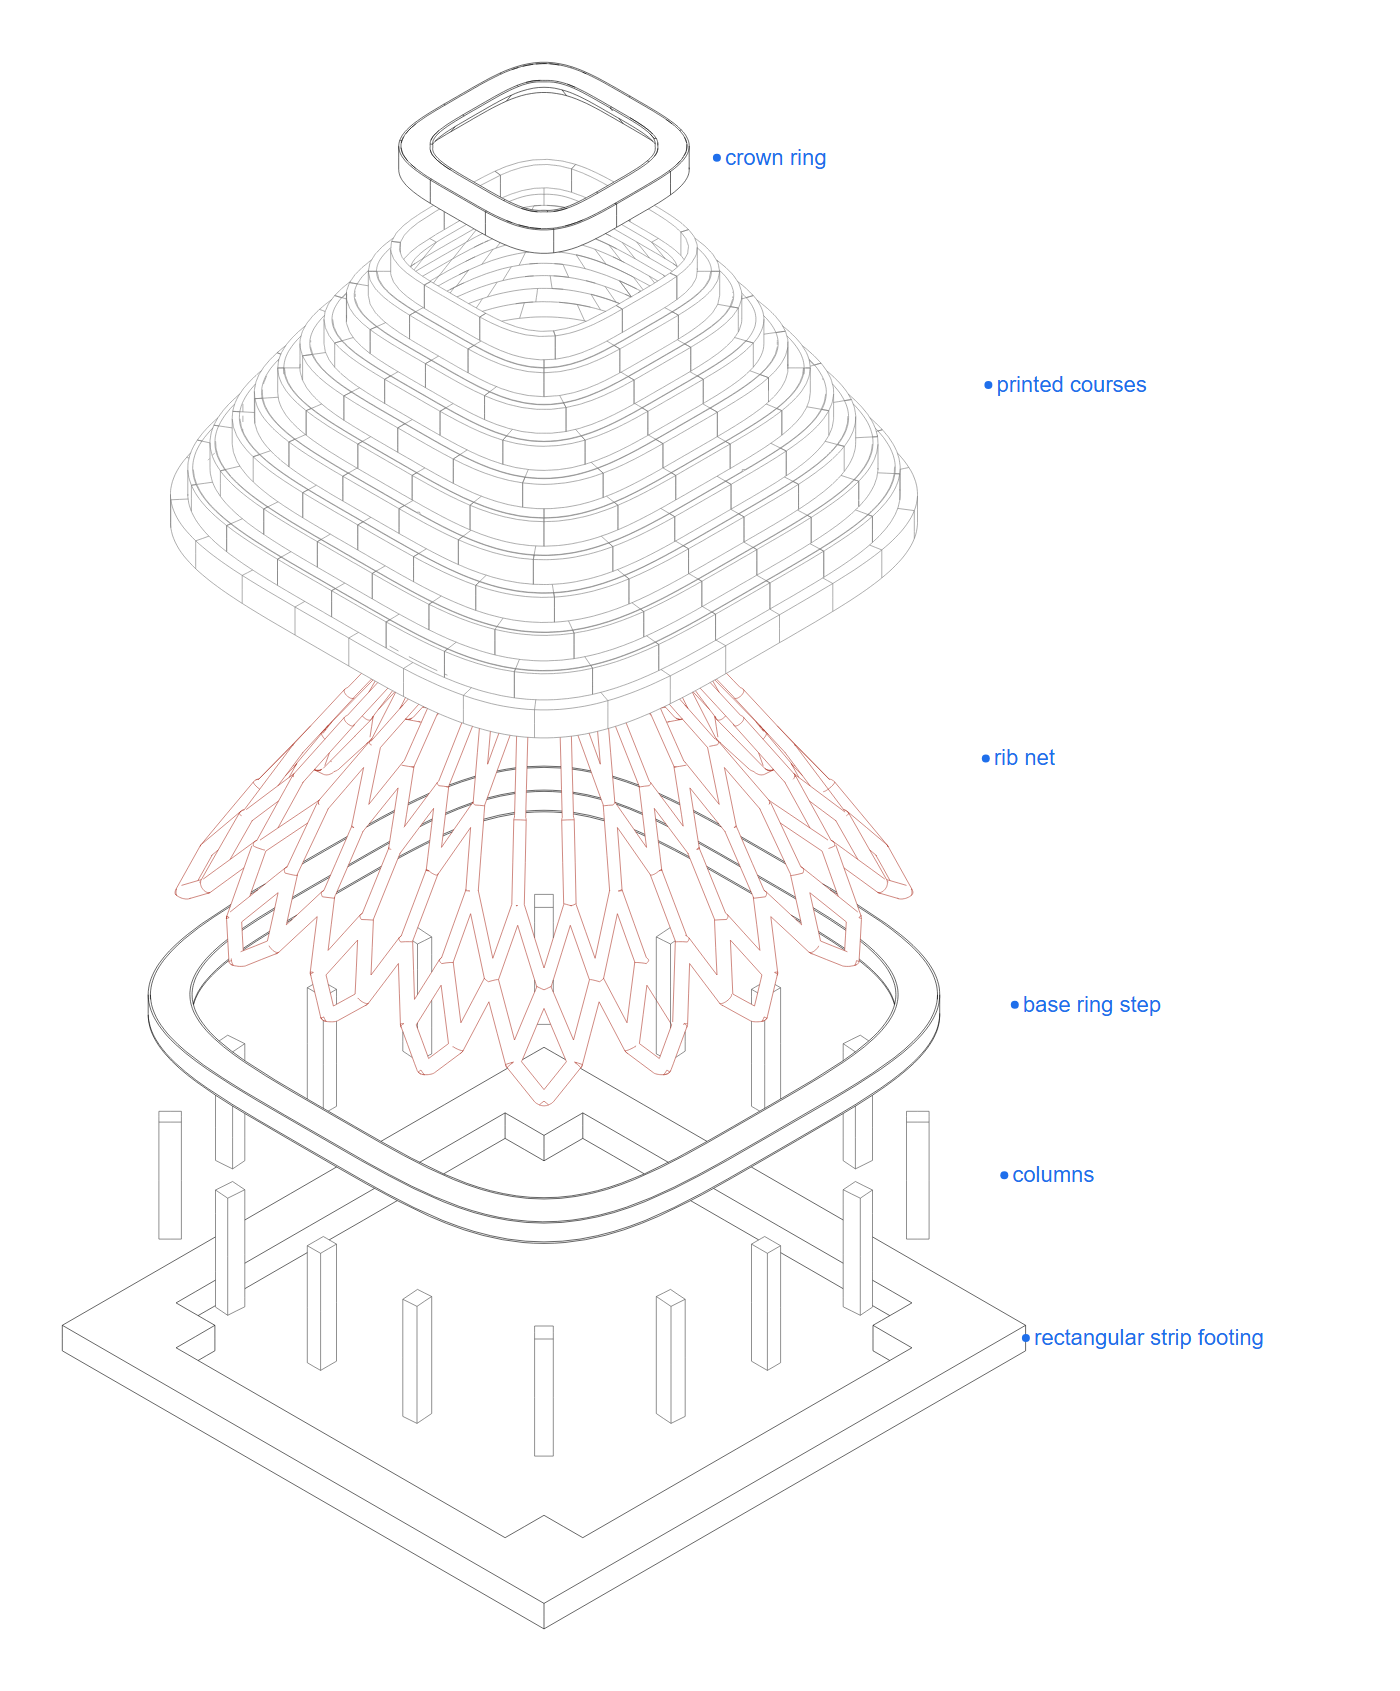 crown ring
printed courses
rib net
base ring step
columns
rectangular strip footing